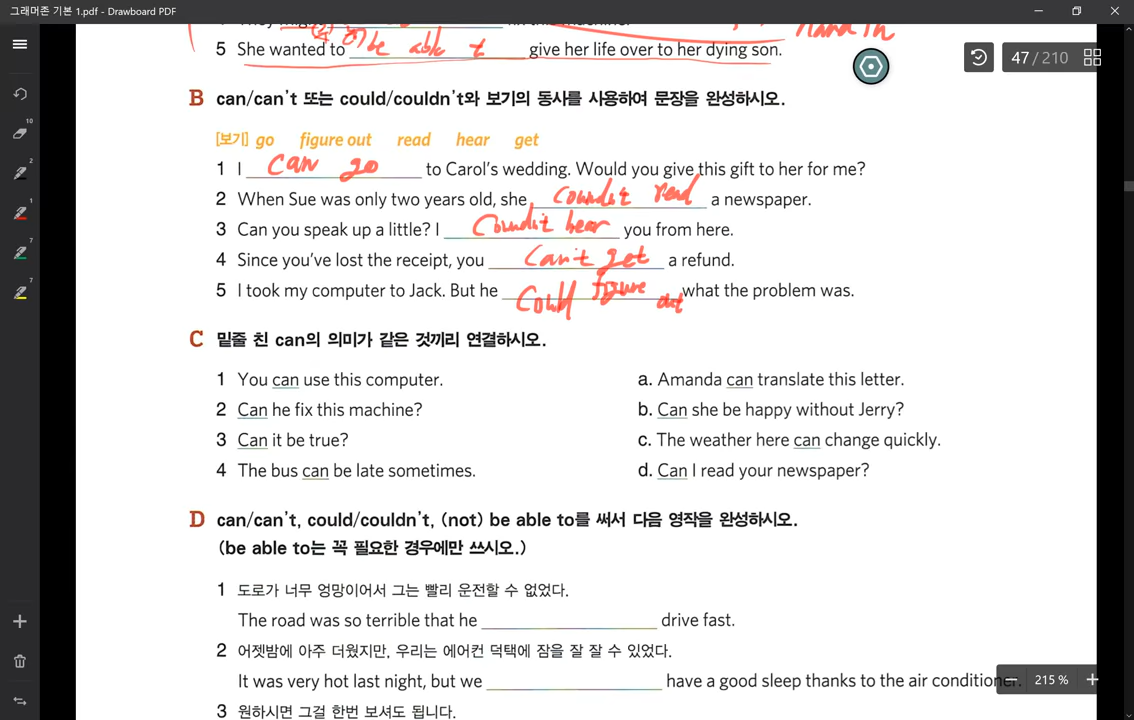 그래머존 기본 1.pdf - Drawboard PDF
47 / 210
5 She wanted to be able t give her life over to her dying son.
B can/can't 또는 could/couldn't와 보기의 동사를 사용하여 문장을 완성하시오.
[보기] go figure out read hear get
1 I can go to Carol's wedding. Would you give this gift to her for me?
2 When Sue was only two years old, she read a newspaper.
3 Can you speak up a little? I hear you from here.
4 Since you've lost the receipt, you can't get a refund.
5 I took my computer to Jack. But he could figure out what the problem was.
C 밑줄 친 can의 의미가 같은 것끼리 연결하시오.
1 You can use this computer. a. Amanda can translate this letter.
2 Can he fix this machine? b. Can she be happy without Jerry?
3 Can it be true? c. The weather here can change quickly.
4 The bus can be late sometimes. d. Can I read your newspaper?
D can/can't, could/couldn't, (not) be able to를 써서 다음 영작을 완성하시오.
(be able to는 꼭 필요한 경우에만 쓰시오.)
1 도로가 너무 엉망이어서 그는 빨리 운전할 수 없었다.
The road was so terrible that he drive fast.
2 어젯밤에 아주 더웠지만, 우리는 에어컨 덕택에 잠을 잘 잘 수 있었다.
It was very hot last night, but we have a good sleep thanks to the air conditioner.
215 %
3 원하시면 그걸 한번 보셔도 됩니다.